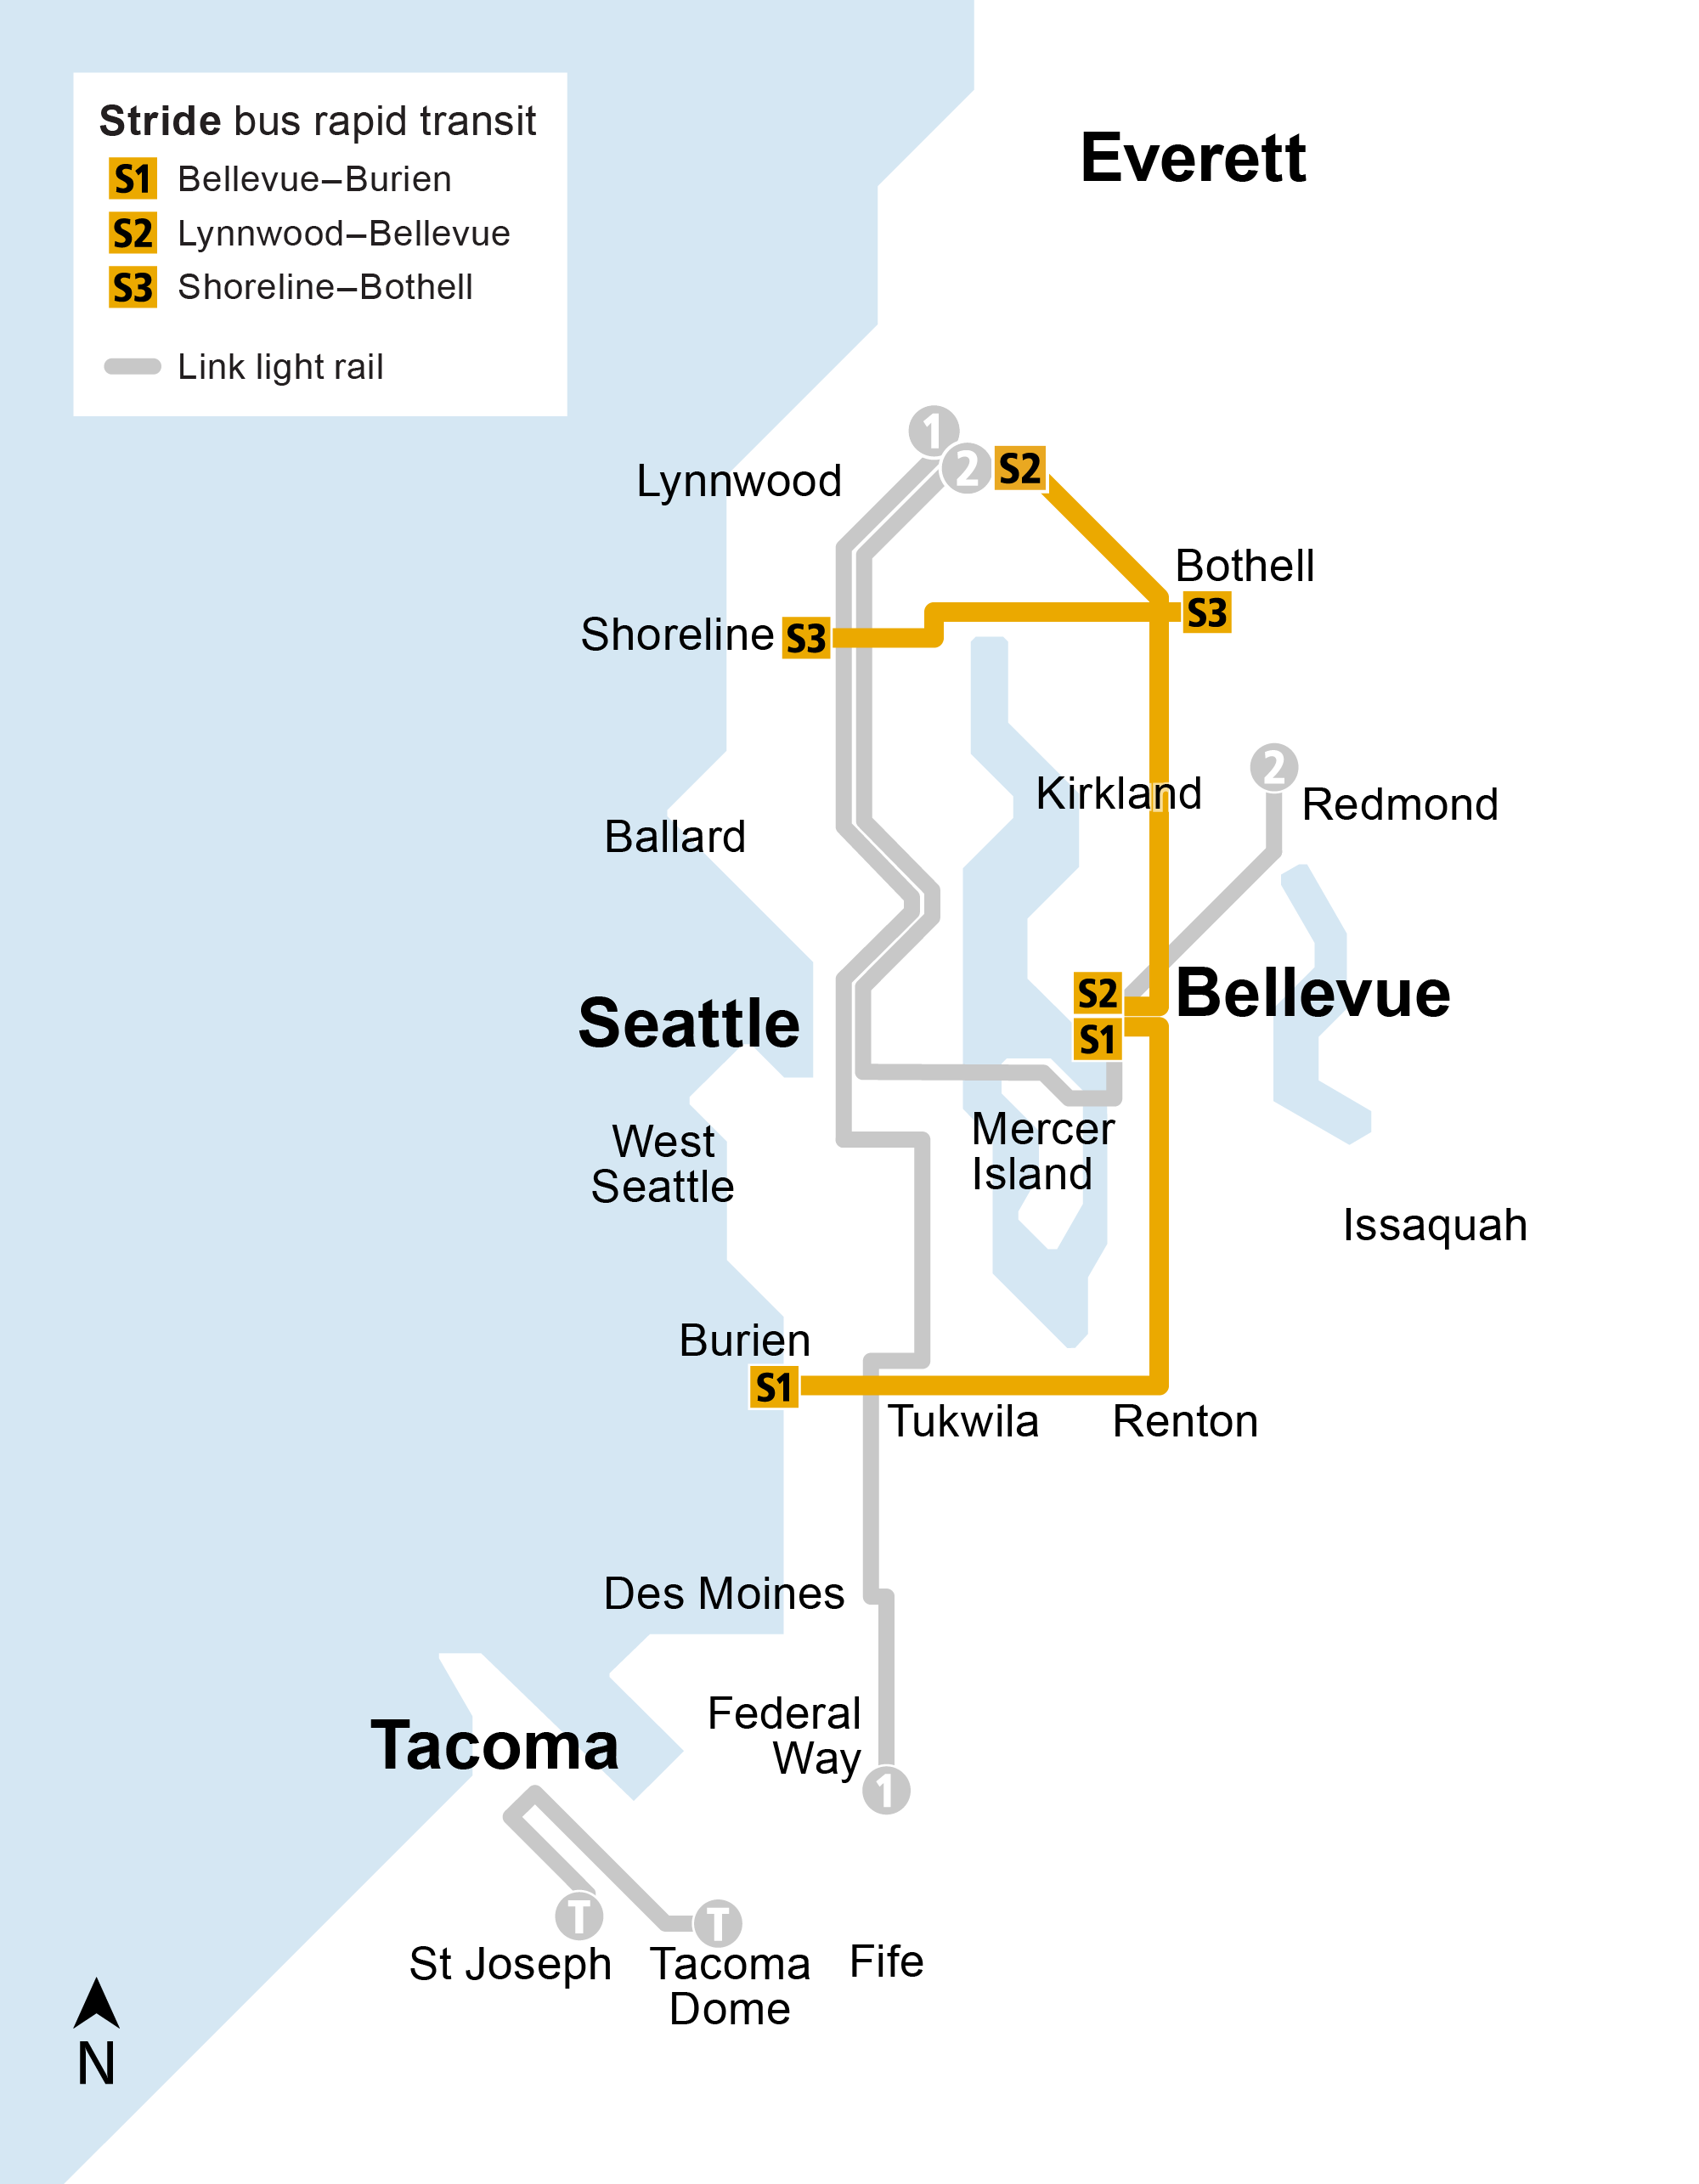 Stride bus rapid transit
S1 Bellevue–Burien
S2 Lynnwood–Bellevue
S3 Shoreline–Bothell
Link light rail
Everett
1
2 S2
Lynnwood
Bothell
S3
Shoreline S3
2
Kirkland
Redmond
Ballard
S2
Bellevue
Seattle
S1
Mercer
Island
West
Seattle
Issaquah
Burien
S1
Tukwila
Renton
Des Moines
Federal
Way
1
Tacoma
T
T
St Joseph
Tacoma
Dome
Fife
N